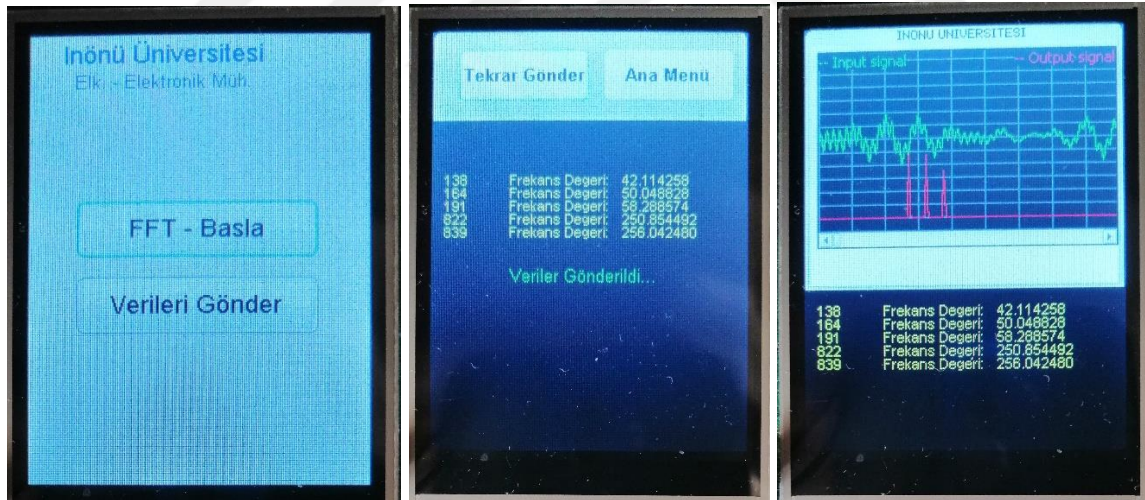 Inönü Üniversitesi
Elk. - Elektronik Müh.
FFT - Basla
Verileri Gönder
Tekrar Gönder Ana Menü
138 Frekans Degeri: 42.114258
164 Frekans Degeri: 50.048828
191 Frekans Degeri: 58.288574
822 Frekans Degeri: 250.854492
839 Frekans Degeri: 256.042480
Veriler Gönderildi...
INONU UNIVERSITESI
-- Input signal -- Output signal
138 Frekans Degeri: 42.114258
164 Frekans Degeri: 50.048828
191 Frekans Degeri: 58.288574
822 Frekans Degeri: 250.854492
839 Frekans Degeri: 256.042480